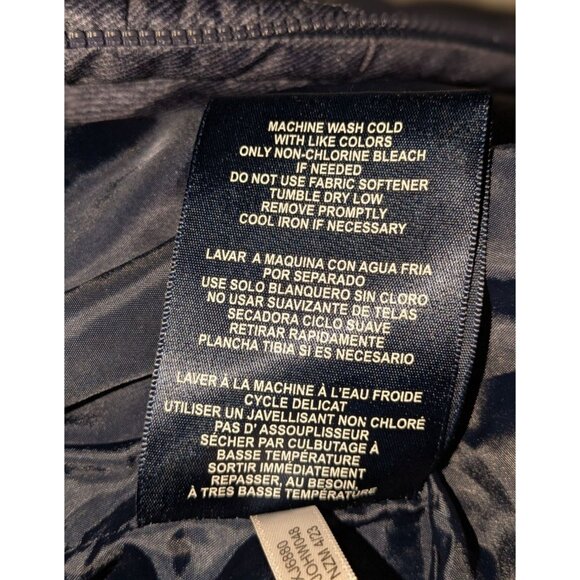 MACHINE WASH COLD
WITH LIKE COLORS
ONLY NON-CHLORINE BLEACH
IF NEEDED
DO NOT USE FABRIC SOFTENER
TUMBLE DRY LOW
REMOVE PROMPTLY
COOL IRON IF NECESSARY
LAVAR A MAQUINA CON AGUA FRIA
POR SEPARADO
USE SOLO BLANQUERO SIN CLORO
NO USAR SUAVIZANTE DE TELAS
SECADORA CICLO SUAVE
RETIRAR RAPIDAMENTE
PLANCHA TIBIA SI ES NECESARIO
LAVER À LA MACHINE À L'EAU FROIDE
CYCLE DELICAT
UTILISER UN JAVELLISANT NON CHLORÉ
PAS D' ASSOUPLISSEUR
SÉCHER PAR CULBUTAGE À
BASSE TEMPÉRATURE
SORTIR IMMÉDIATEMENT
REPASSER, AU BESOIN,
À TRES BASSE TEMPÉRATURE
NZM 4/23